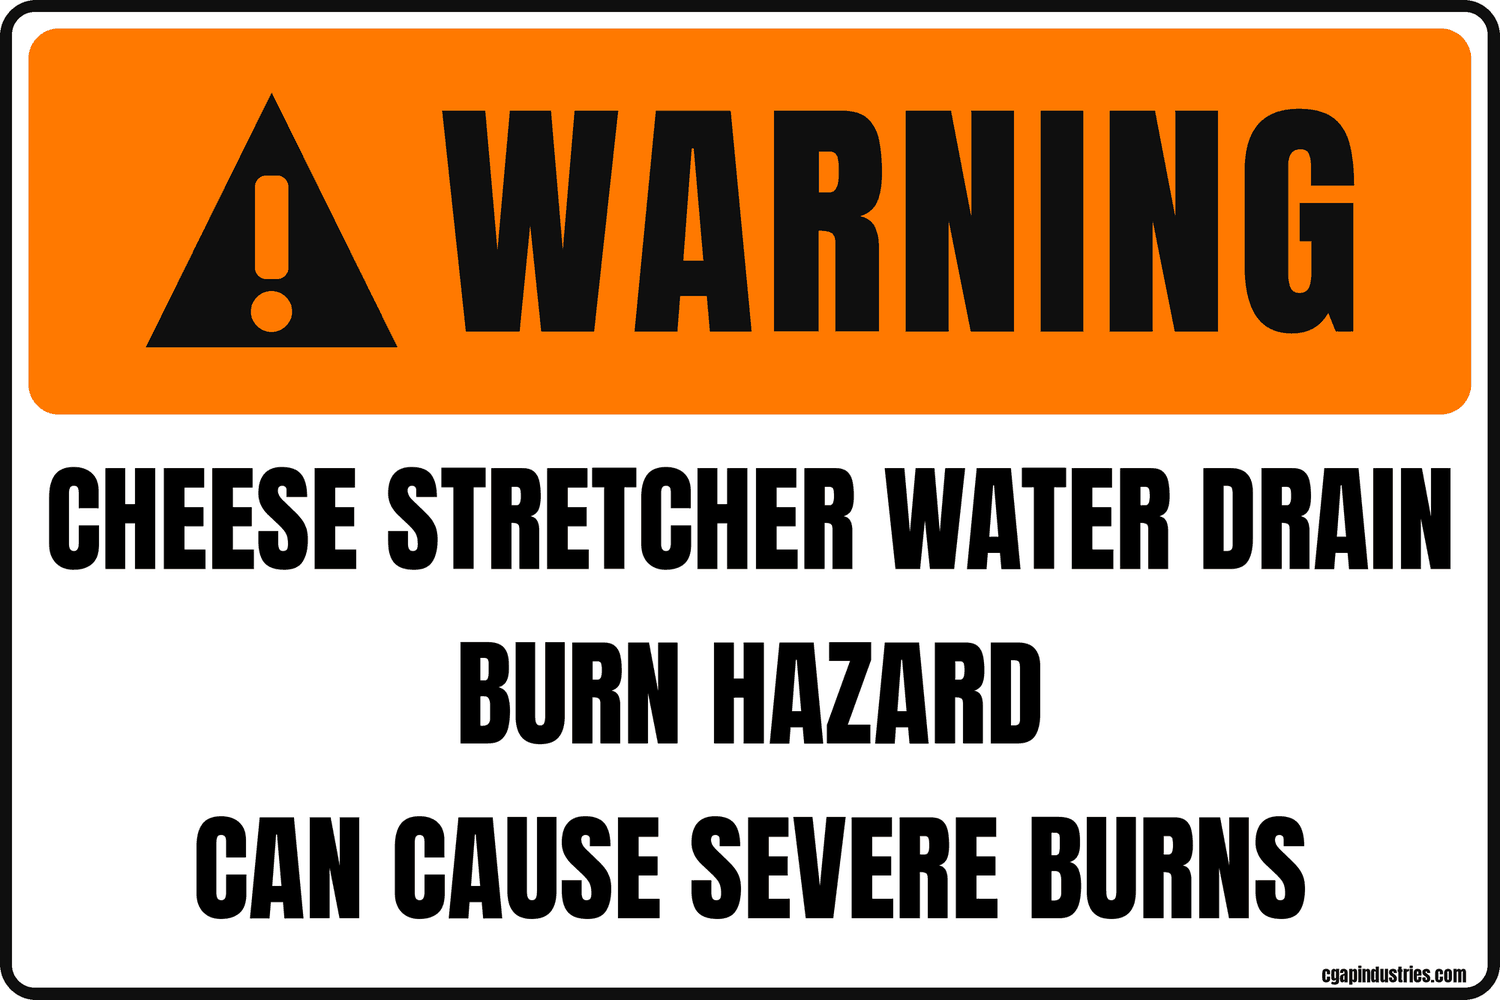 WARNING
CHEESE STRETCHER WATER DRAIN
BURN HAZARD
CAN CAUSE SEVERE BURNS
cgapindustries.com